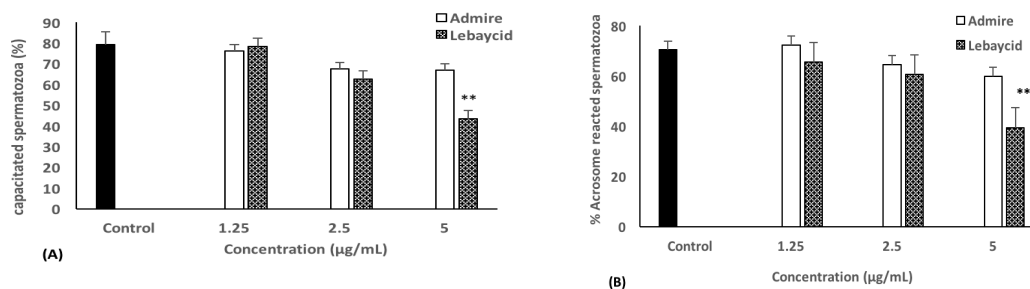 90
80
70
60
50
40
30
20
10
0
capacitated spermatozoa (%)
Admire
Lebaycid
**
Control 1.25 2.5 5
Concentration (µg/mL)
(A)
80
60
40
20
0
% Acrosome reacted spermatozoa
Admire
Lebaycid
**
Control 1.25 2.5 5
Concentration (µg/mL)
(B)